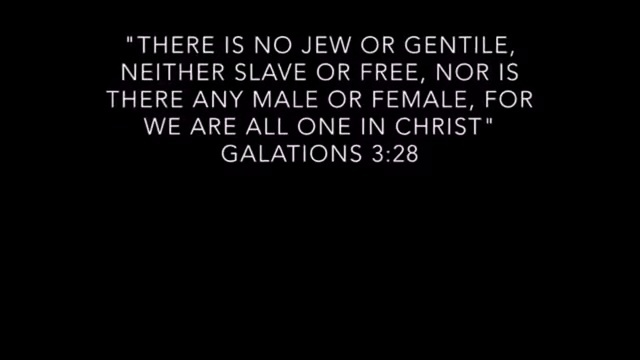 "THERE IS NO JEW OR GENTILE,
NEITHER SLAVE OR FREE, NOR IS
THERE ANY MALE OR FEMALE, FOR
WE ARE ALL ONE IN CHRIST"
GALATIONS 3:28